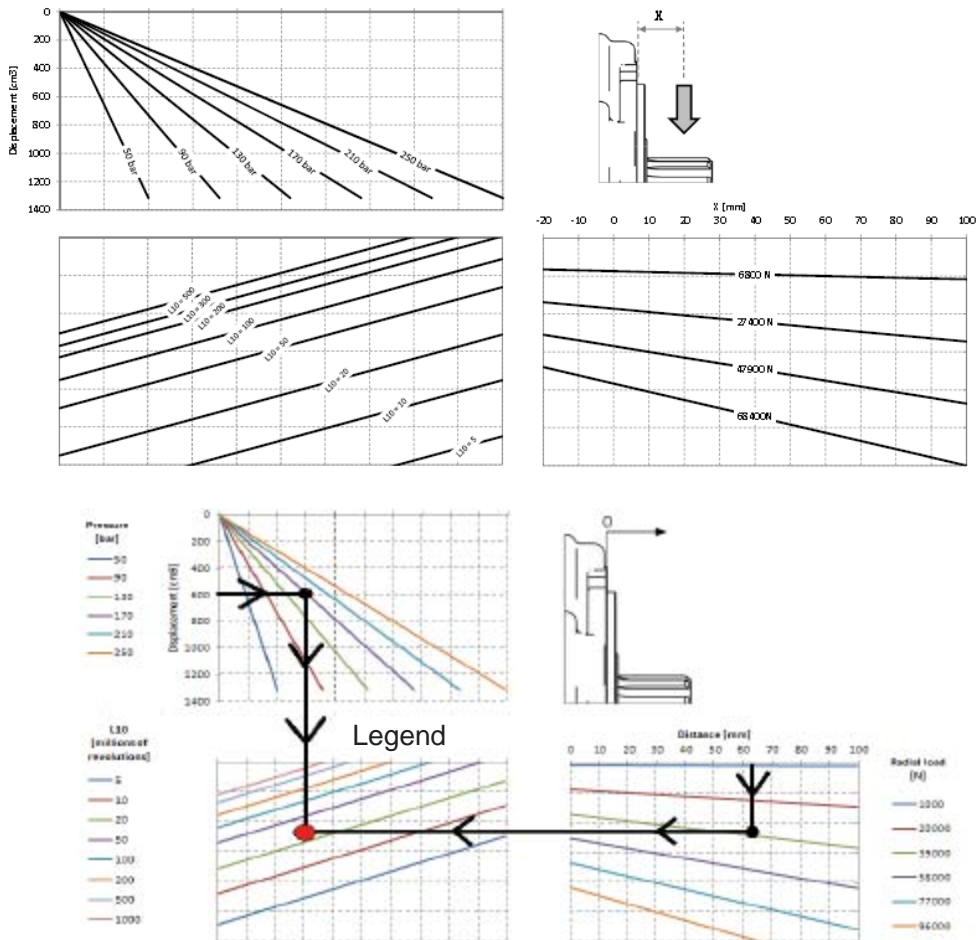 Displacement [cm3]
0
200
400
600
800
1000
1200
1400
50 bar
90 bar
130 bar
170 bar
210 bar
250 bar
X
X [mm]
-20 -10 0 10 20 30 40 50 60 70 80 90 100
L10 = 500
L10 = 300
L10 = 200
L10 = 100
L10 = 50
L10 = 20
L10 = 10
L10 = 5
6800 N
27400 N
47900 N
68400N
Pressure
[bar]
50
90
130
170
210
250
Displacement [cm3]
0
200
400
600
800
1000
1200
1400
0
Legend
L10
[millions of
revolutions]
5
10
20
50
100
200
500
1000
Distance [mm]
0 10 20 30 40 50 60 70 80 90 100
Radial load
[N]
1000
20000
39000
58000
77000
96000